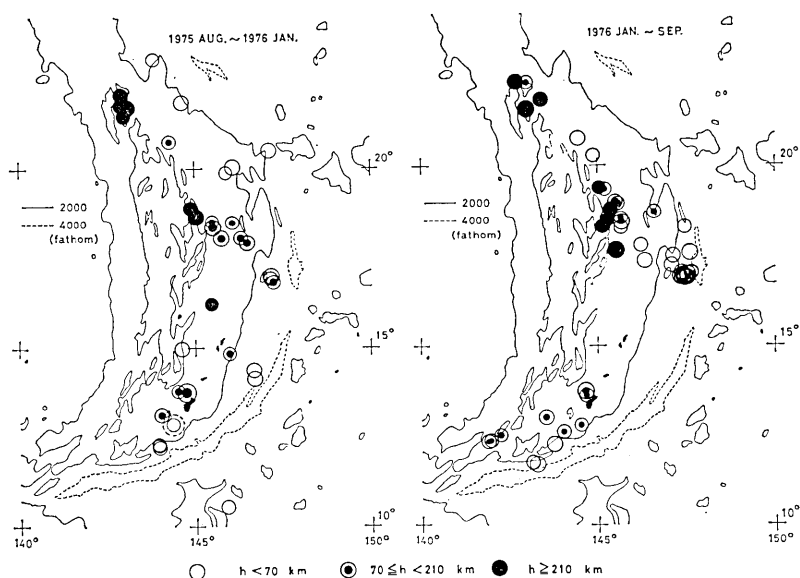 1975 AUG. ~ 1976 JAN.
20°
2000
4000
(fathom)
15°
10°
140°
145°
150°
1976 JAN. ~ SEP.
20°
2000
4000
(fathom)
15°
10°
140°
145°
150°
h < 70 km
70 ≦ h < 210 km
h ≧ 210 km